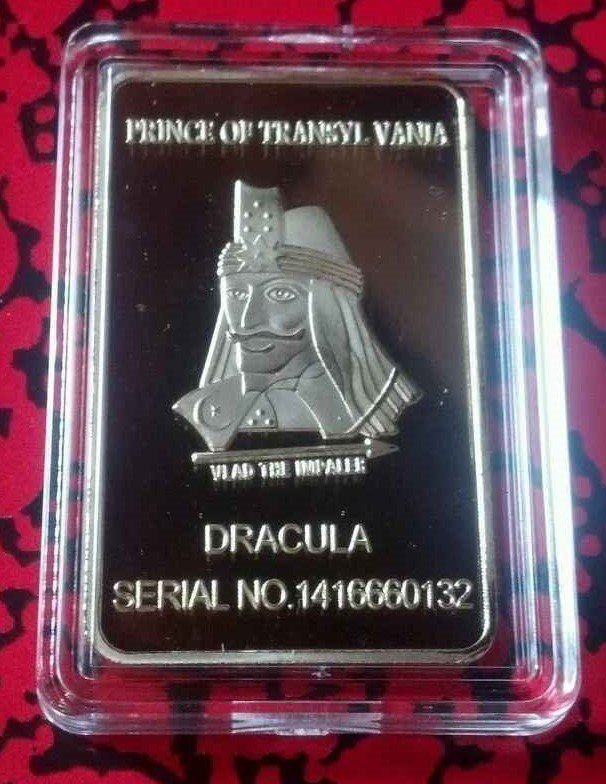 PRINCE OF TRANSYL VANIA
VLAD THE IMPALER
DRACULA
SERIAL NO.1416660132